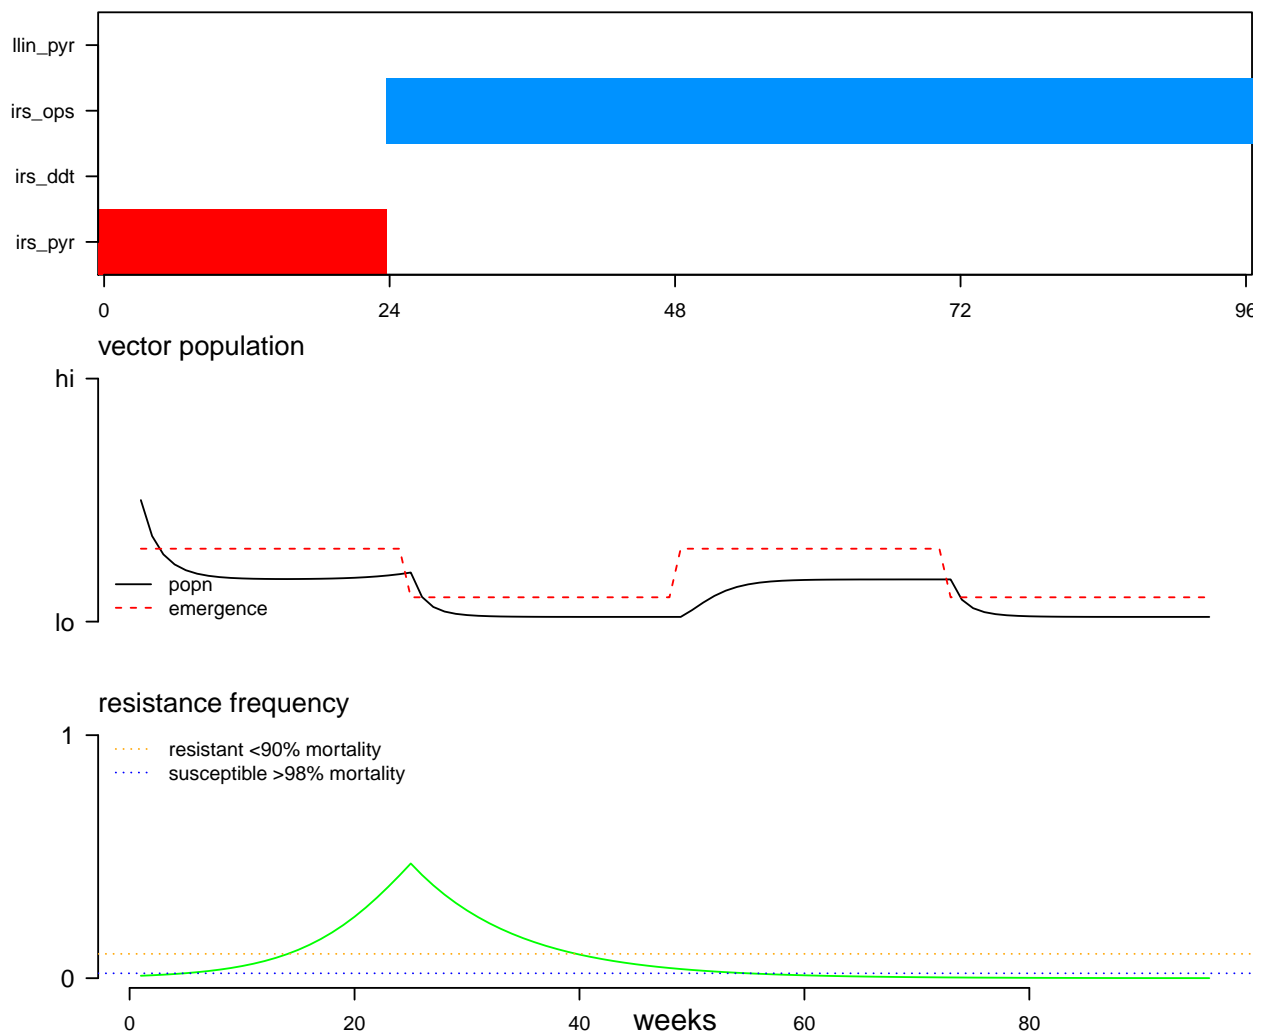 llin_pyr
irs_ops
irs_ddt
irs_pyr
0 24 48 72 96
vector population
hi
popn
emergence
lo
resistance frequency
1
resistant <90% mortality
susceptible >98% mortality
0
0 20 40 60 80
weeks